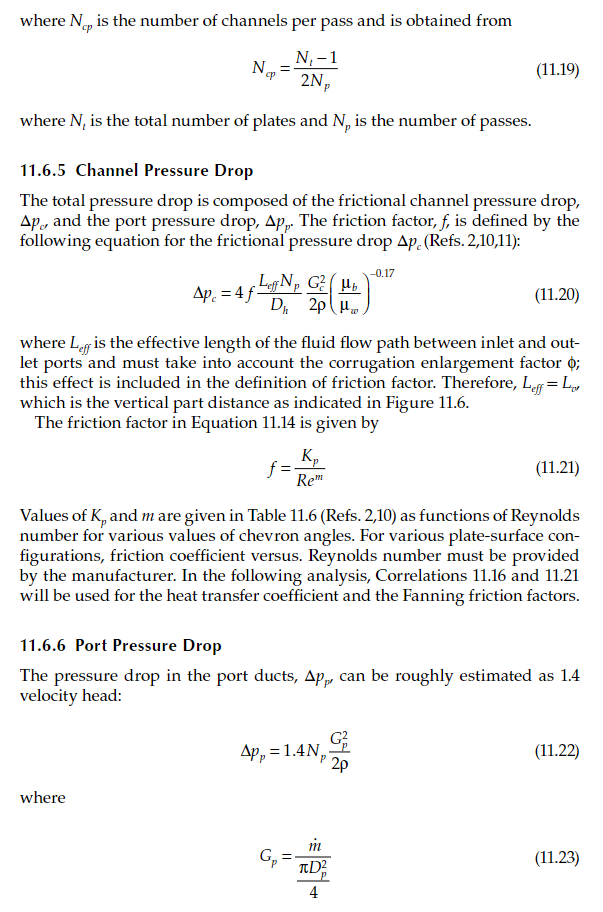 where N_cp is the number of channels per pass and is obtained from
N_cp = (N_t − 1) / (2N_p) (11.19)
where N_t is the total number of plates and N_p is the number of passes.
11.6.5 Channel Pressure Drop
The total pressure drop is composed of the frictional channel pressure drop,
Δp_c, and the port pressure drop, Δp_p. The friction factor, f, is defined by the
following equation for the frictional pressure drop Δp_c (Refs. 2,10,11):
Δp_c = 4f (L_eff N_p / D_h) (G_c^2 / 2ρ) (μ_b / μ_w)^−0.17 (11.20)
where L_eff is the effective length of the fluid flow path between inlet and out-
let ports and must take into account the corrugation enlargement factor ϕ;
this effect is included in the definition of friction factor. Therefore, L_eff = L_v,
which is the vertical part distance as indicated in Figure 11.6.
The friction factor in Equation 11.14 is given by
f = K_p / Re^m (11.21)
Values of K_p and m are given in Table 11.6 (Refs. 2,10) as functions of Reynolds
number for various values of chevron angles. For various plate-surface con-
figurations, friction coefficient versus. Reynolds number must be provided
by the manufacturer. In the following analysis, Correlations 11.16 and 11.21
will be used for the heat transfer coefficient and the Fanning friction factors.
11.6.6 Port Pressure Drop
The pressure drop in the port ducts, Δp_p, can be roughly estimated as 1.4
velocity head:
Δp_p = 1.4N_p G_p^2 / 2ρ (11.22)
where
G_p = ṁ / (πD_p^2 / 4) (11.23)